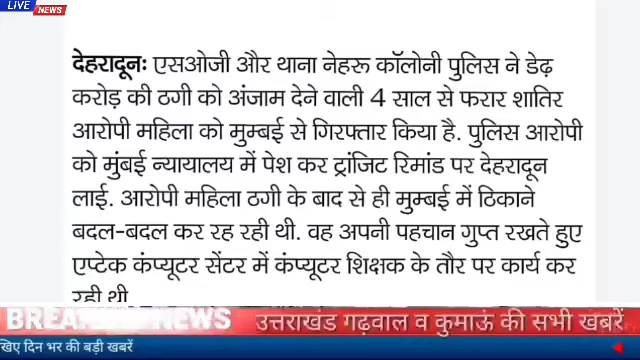 LIVE
NEWS
देहरादूनः एसओजी और थाना नेहरू कॉलोनी पुलिस ने डेढ़
करोड़ की ठगी को अंजाम देने वाली 4 साल से फरार शातिर
आरोपी महिला को मुम्बई से गिरफ्तार किया है. पुलिस आरोपी
को मुंबई न्यायालय में पेश कर ट्रांजिट रिमांड पर देहरादून
लाई. आरोपी महिला ठगी के बाद से ही मुम्बई में ठिकाने
बदल-बदल कर रह रही थी. वह अपनी पहचान गुप्त रखते हुए
एप्टेक कंप्यूटर सेंटर में कंप्यूटर शिक्षक के तौर पर कार्य कर
रही थी
NEWS उत्तराखंड गढ़वाल व कुमाऊं की सभी खबरें
खिए दिन भर की बड़ी खबरें